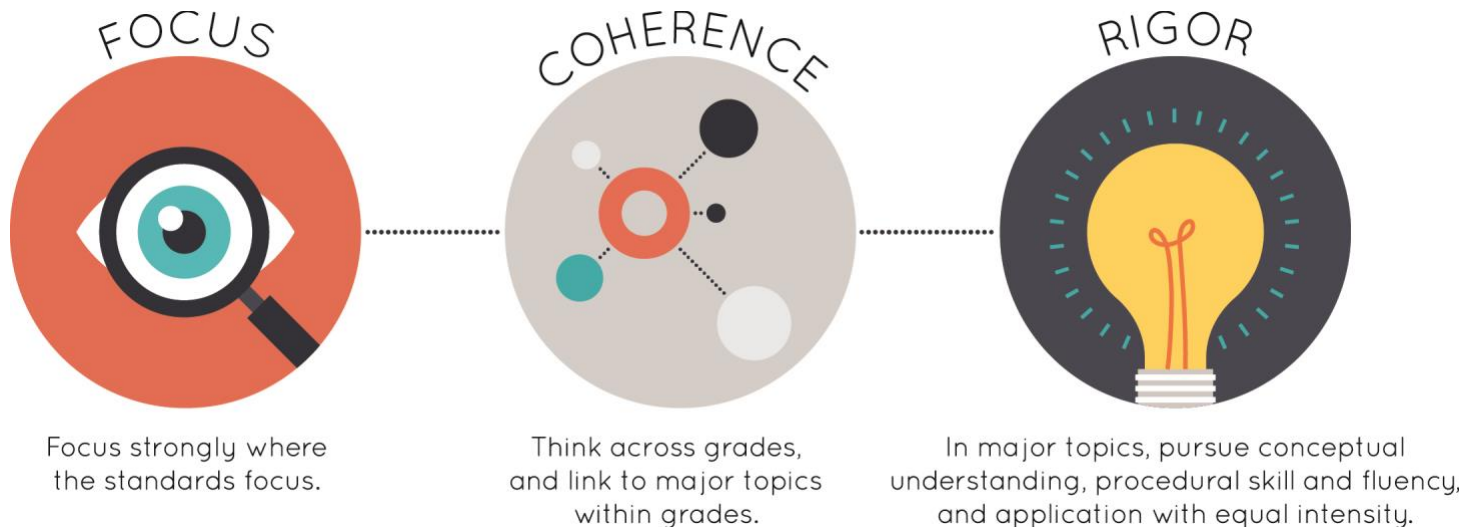 FOCUS
Focus strongly where
the standards focus.
COHERENCE
Think across grades,
and link to major topics
within grades.
RIGOR
In major topics, pursue conceptual
understanding, procedural skill and fluency,
and application with equal intensity.